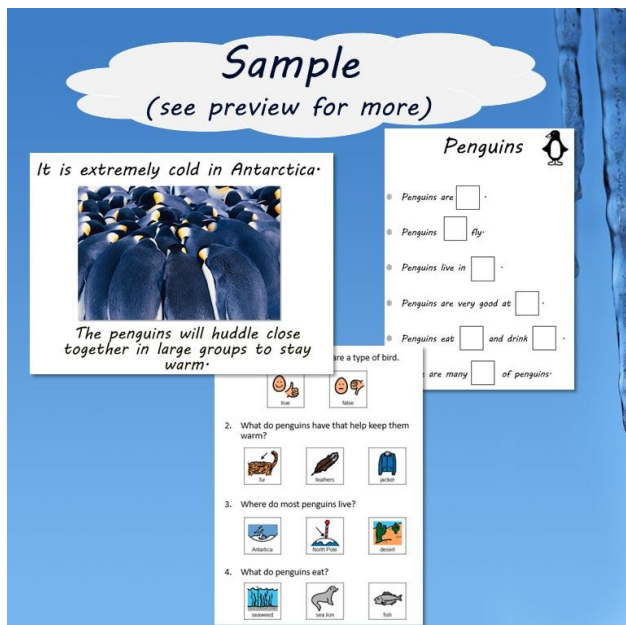 Sample
(see preview for more)
It is extremely cold in Antarctica.
The penguins will huddle close
together in large groups to stay
warm.
Penguins
Penguins are .
Penguins fly.
Penguins live in .
Penguins are very good at .
Penguins eat and drink .
are many of penguins.
are a type of bird.
true
false
2. What do penguins have that help keep them
warm?
fur
feathers
jacket
3. Where do most penguins live?
Antartica
North Pole
desert
4. What do penguins eat?
seaweed
sea lion
fish